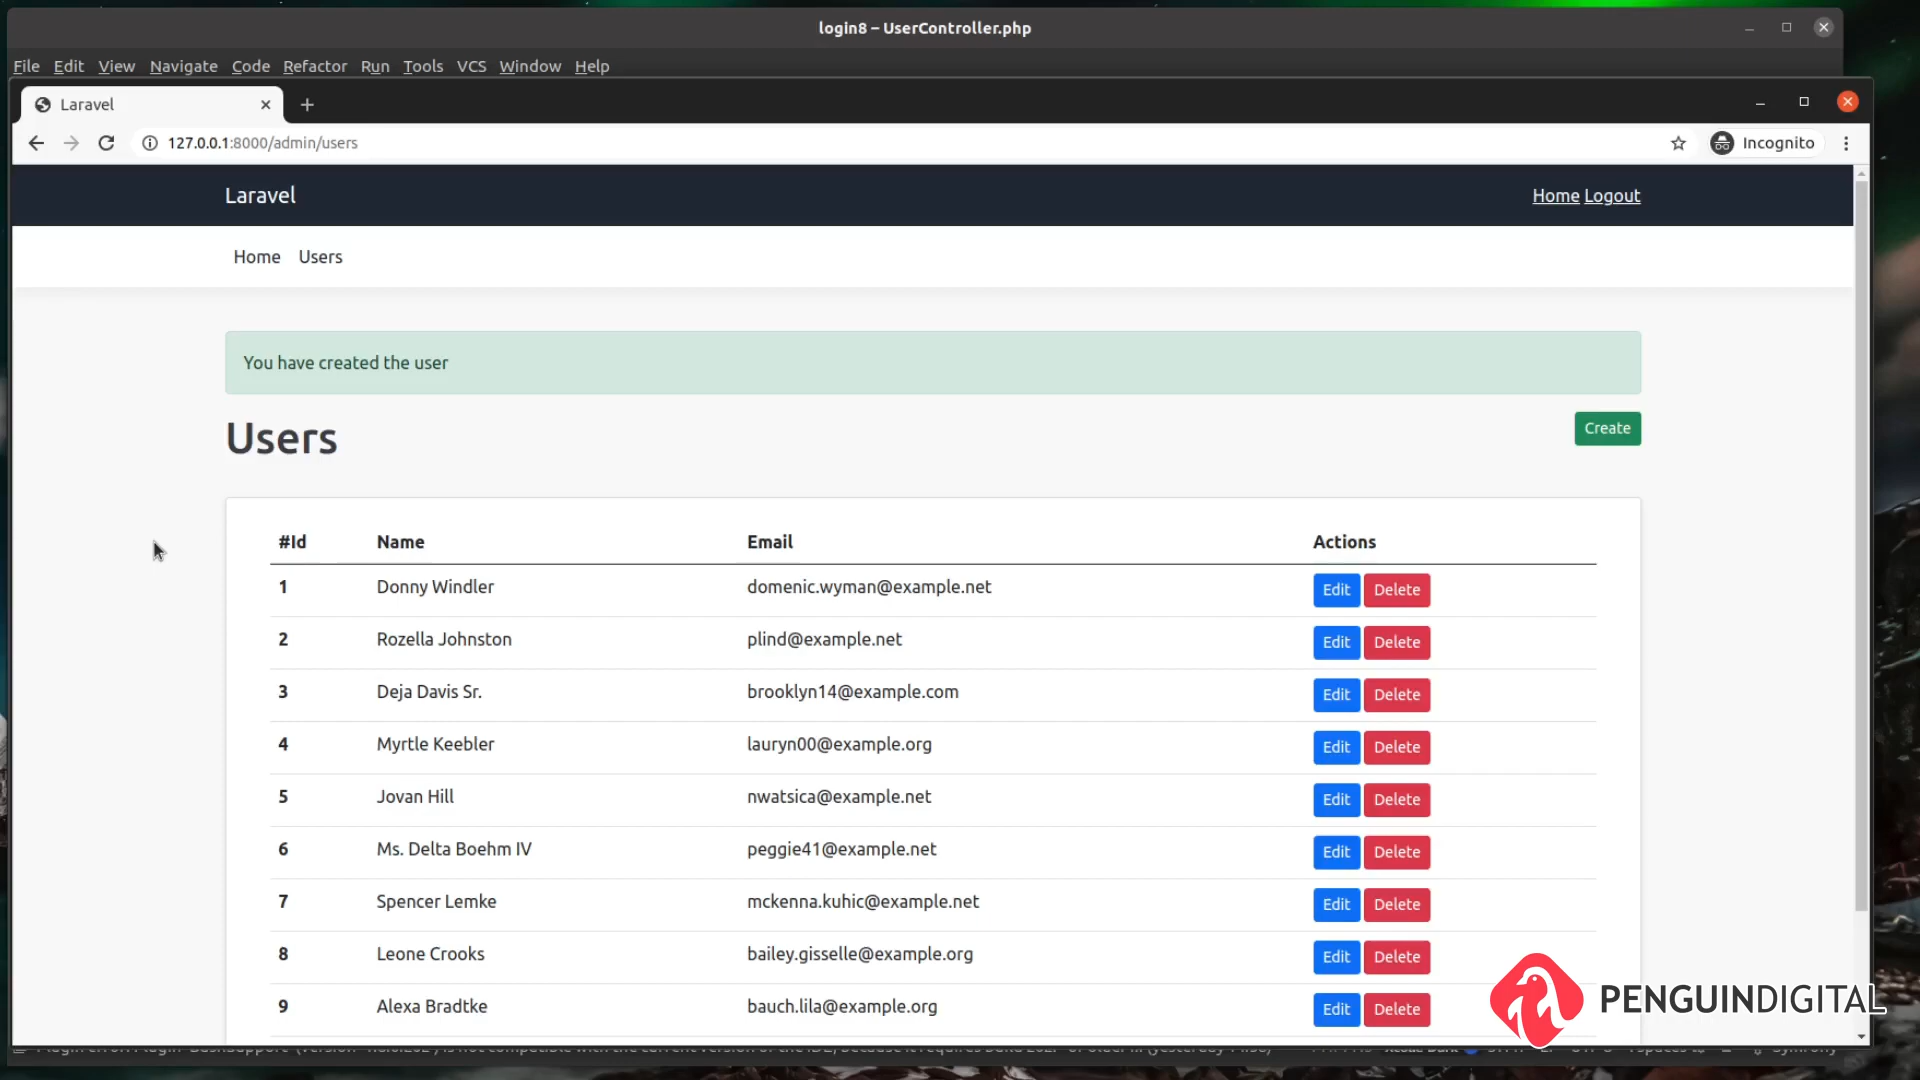 login8 – UserController.php
File Edit View Navigate Code Refactor Run Tools VCS Window Help
Laravel
127.0.0.1:8000/admin/users
Incognito
Laravel
Home Logout
Home Users
You have created the user
Users
Create
#Id Name Email Actions
1 Donny Windler domenic.wyman@example.net Edit Delete
2 Rozella Johnston plind@example.net Edit Delete
3 Deja Davis Sr. brooklyn14@example.com Edit Delete
4 Myrtle Keebler lauryn00@example.org Edit Delete
5 Jovan Hill nwatsica@example.net Edit Delete
6 Ms. Delta Boehm IV peggie41@example.net Edit Delete
7 Spencer Lemke mckenna.kuhic@example.net Edit Delete
8 Leone Crooks bailey.gisselle@example.org Edit Delete
9 Alexa Bradtke bauch.lila@example.org Edit Delete
PENGUINDIGITAL